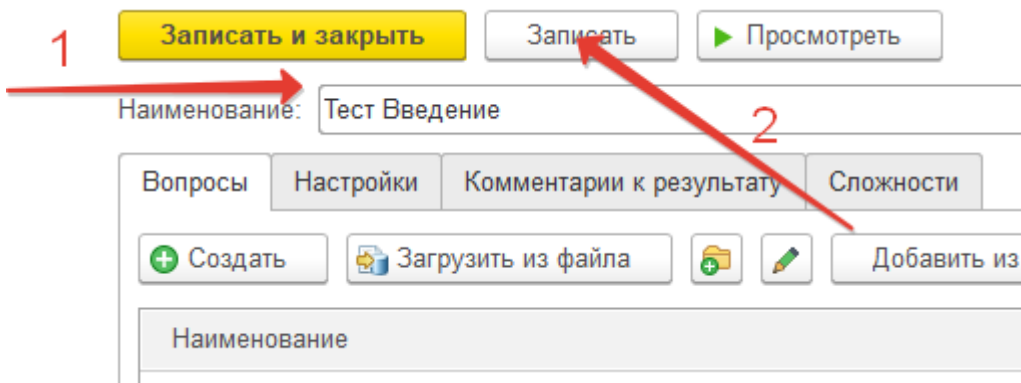 1
Записать и закрыть Записать Просмотреть
Наименование: Тест Введение
2
Вопросы Настройки Комментарии к результату Сложности
Создать Загрузить из файла Добавить из
Наименование